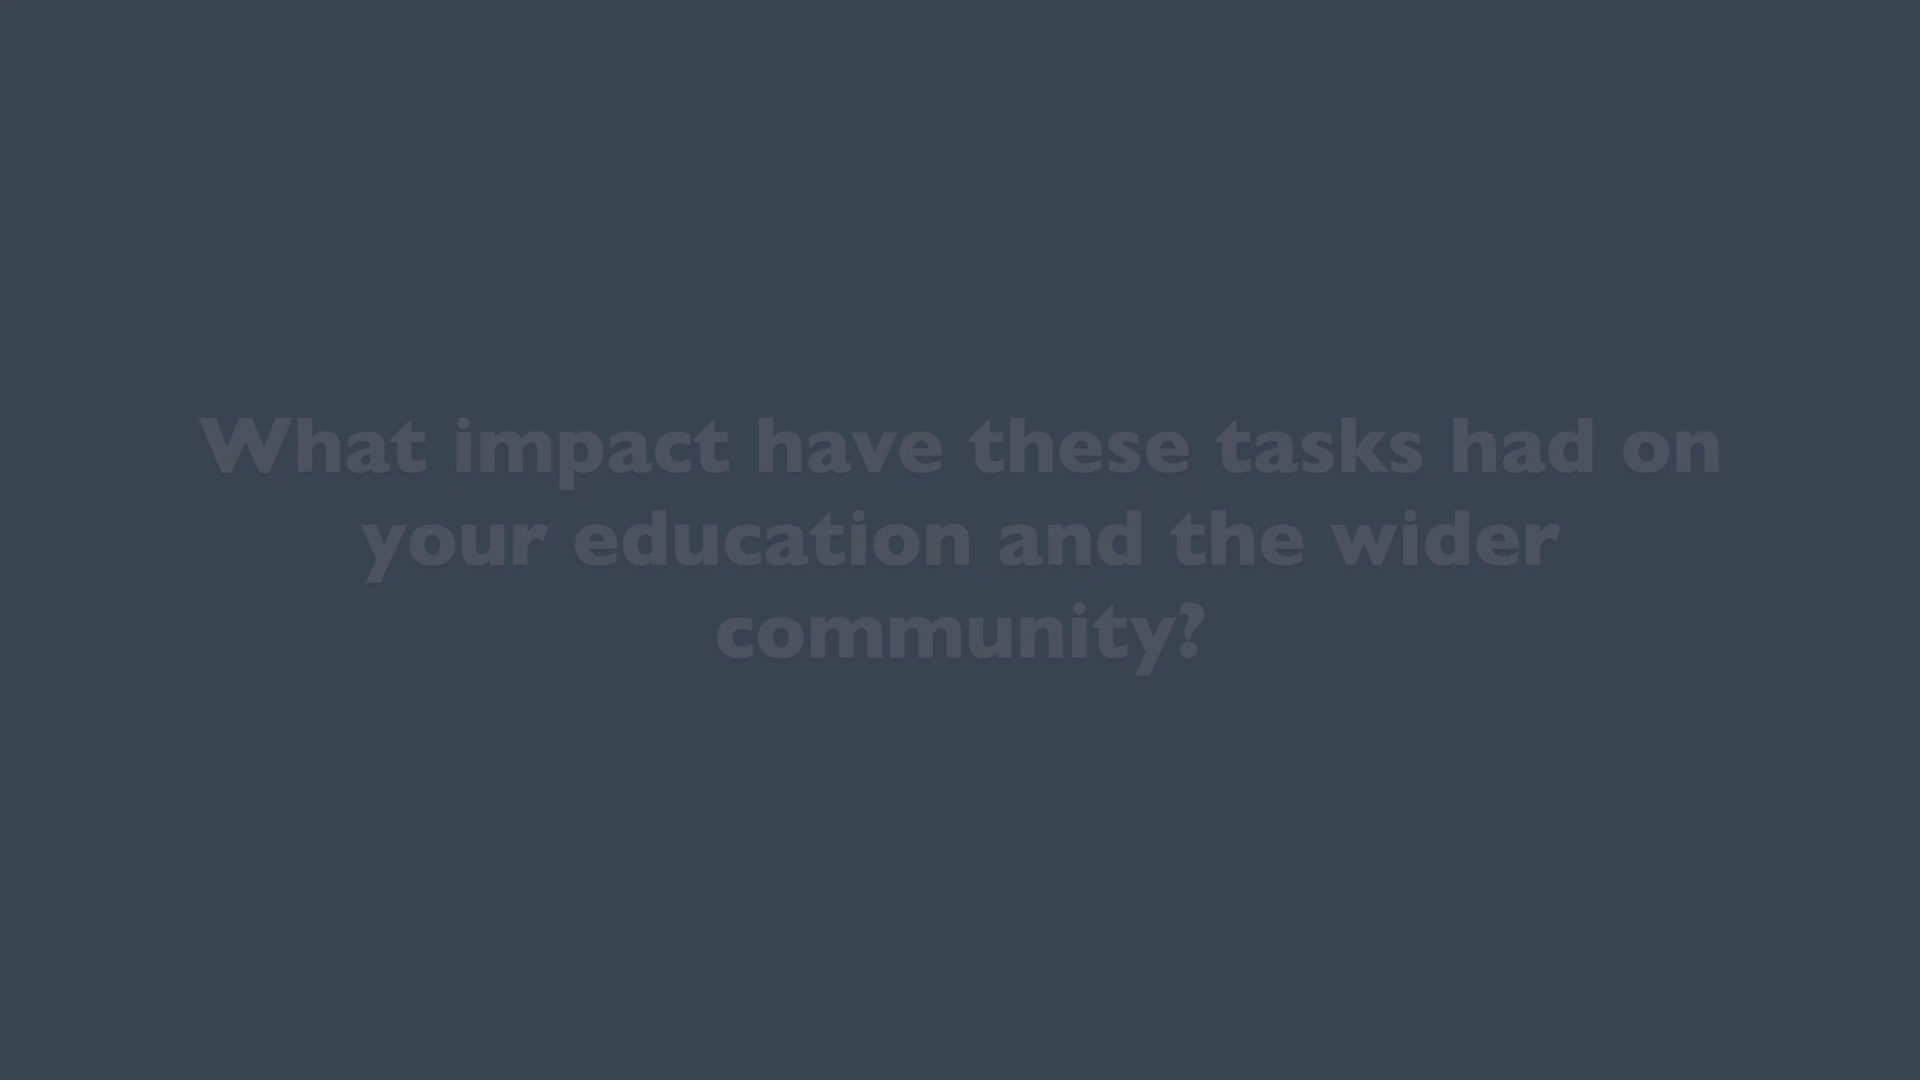 What impact have these tasks had on
your education and the wider
community?